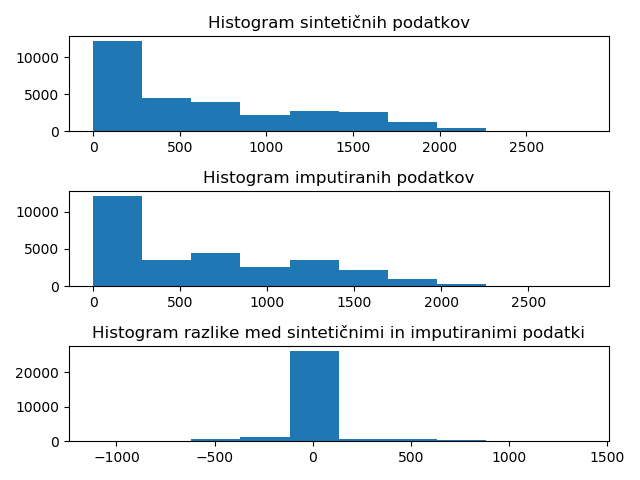 Histogram sintetičnih podatkov
10000
5000
0
0 500 1000 1500 2000 2500
Histogram imputiranih podatkov
10000
5000
0
0 500 1000 1500 2000 2500
Histogram razlike med sintetičnimi in imputiranimi podatki
20000
10000
0
−1000 −500 0 500 1000 1500